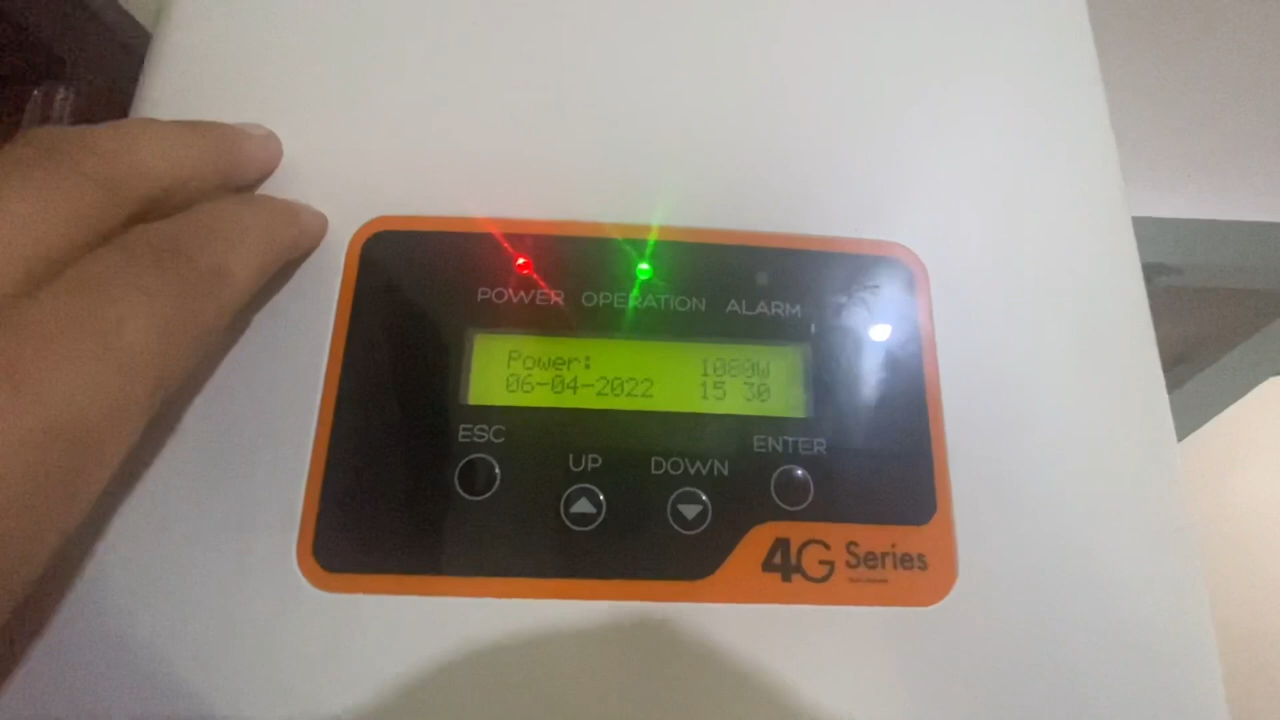 POWER OPERATION ALARM
Power: 1080W
06-04-2022 15 30
ESC UP DOWN ENTER
4G Series